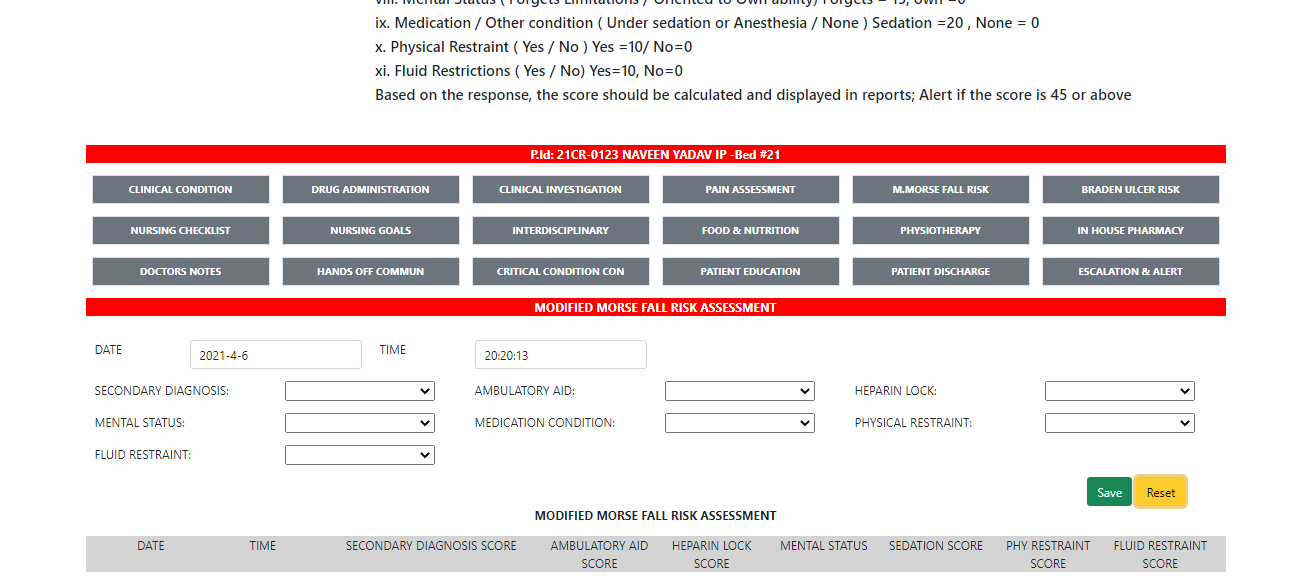 viii. Mental Status ( Forgets Limitations / Oriented to Own ability) Forgets = 15, own =0
ix. Medication / Other condition ( Under sedation or Anesthesia / None ) Sedation =20 , None = 0
x. Physical Restraint ( Yes / No ) Yes =10/ No=0
xi. Fluid Restrictions ( Yes / No) Yes=10, No=0
Based on the response, the score should be calculated and displayed in reports; Alert if the score is 45 or above
P.Id: 21CR-0123 NAVEEN YADAV IP -Bed #21
CLINICAL CONDITION DRUG ADMINISTRATION CLINICAL INVESTIGATION PAIN ASSESSMENT M.MORSE FALL RISK BRADEN ULCER RISK
NURSING CHECKLIST NURSING GOALS INTERDISCIPLINARY FOOD & NUTRITION PHYSIOTHERAPY IN HOUSE PHARMACY
DOCTORS NOTES HANDS OFF COMMUN CRITICAL CONDITION CON PATIENT EDUCATION PATIENT DISCHARGE ESCALATION & ALERT
MODIFIED MORSE FALL RISK ASSESSMENT
DATE 2021-4-6 TIME 20:20:13
SECONDARY DIAGNOSIS: AMBULATORY AID: HEPARIN LOCK:
MENTAL STATUS: MEDICATION CONDITION: PHYSICAL RESTRAINT:
FLUID RESTRAINT:
Save Reset
MODIFIED MORSE FALL RISK ASSESSMENT
DATE TIME SECONDARY DIAGNOSIS SCORE AMBULATORY AID HEPARIN LOCK MENTAL STATUS SEDATION SCORE PHY RESTRAINT FLUID RESTRAINT
SCORE SCORE SCORE SCORE